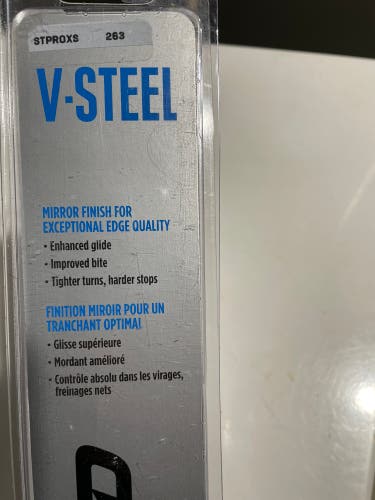 STPROXS 263
V-STEEL
MIRROR FINISH FOR
EXCEPTIONAL EDGE QUALITY
• Enhanced glide
• Improved bite
• Tighter turns, harder stops
FINITION MIROIR POUR UN
TRANCHANT OPTIMAL
• Glisse supérieure
• Mordant amélioré
• Contrôle absolu dans les virages,
freinages nets